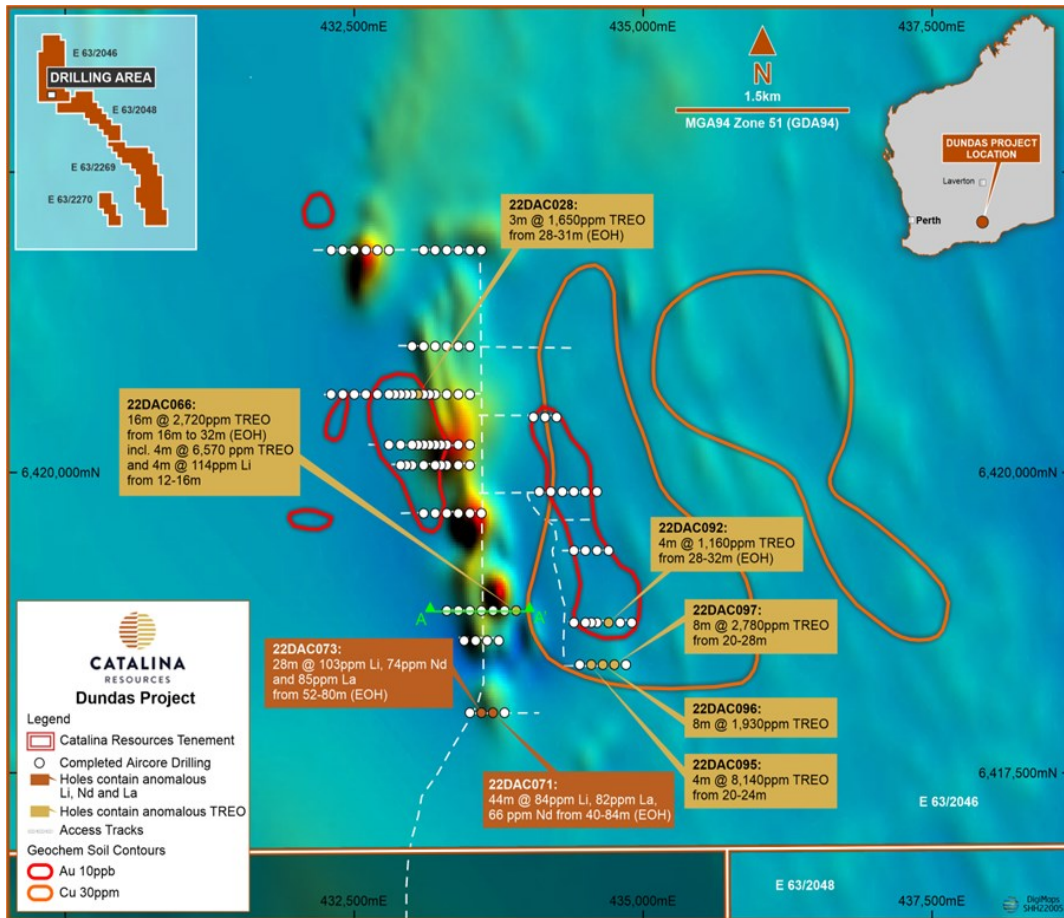 432,500mE
435,000mE
437,500mE
E 63/2046
DRILLING AREA
E 63/2048
E 63/2269
E 63/2270
N
1.5km
MGA94 Zone 51 (GDA94)
DUNDAS PROJECT
LOCATION
Laverton
Perth
22DAC028:
3m @ 1,650ppm TREO
from 28-31m (EOH)
22DAC066:
16m @ 2,720ppm TREO
from 16m to 32m (EOH)
incl. 4m @ 6,570 ppm TREO
and 4m @ 114ppm Li
from 12-16m
6,420,000mN
6,420,000mN
22DAC092:
4m @ 1,160ppm TREO
from 28-32m (EOH)
A
A'
22DAC097:
8m @ 2,780ppm TREO
from 20-28m
22DAC073:
28m @ 103ppm Li, 74ppm Nd
and 85ppm La
from 52-80m (EOH)
22DAC096:
8m @ 1,930ppm TREO
22DAC095:
4m @ 8,140ppm TREO
from 20-24m
22DAC071:
44m @ 84ppm Li, 82ppm La,
66 ppm Nd from 40-84m (EOH)
6,417,500mN
E 63/2046
CATALINA
RESOURCES
Dundas Project
Legend
Catalina Resources Tenement
Completed Aircore Drilling
Holes contain anomalous
Li, Nd and La
Holes contain anomalous TREO
Access Tracks
Geochem Soil Contours
Au 10ppb
Cu 30ppm
E 63/2048
432,500mE
435,000mE
437,500mE
DigiMaps
SHH22005